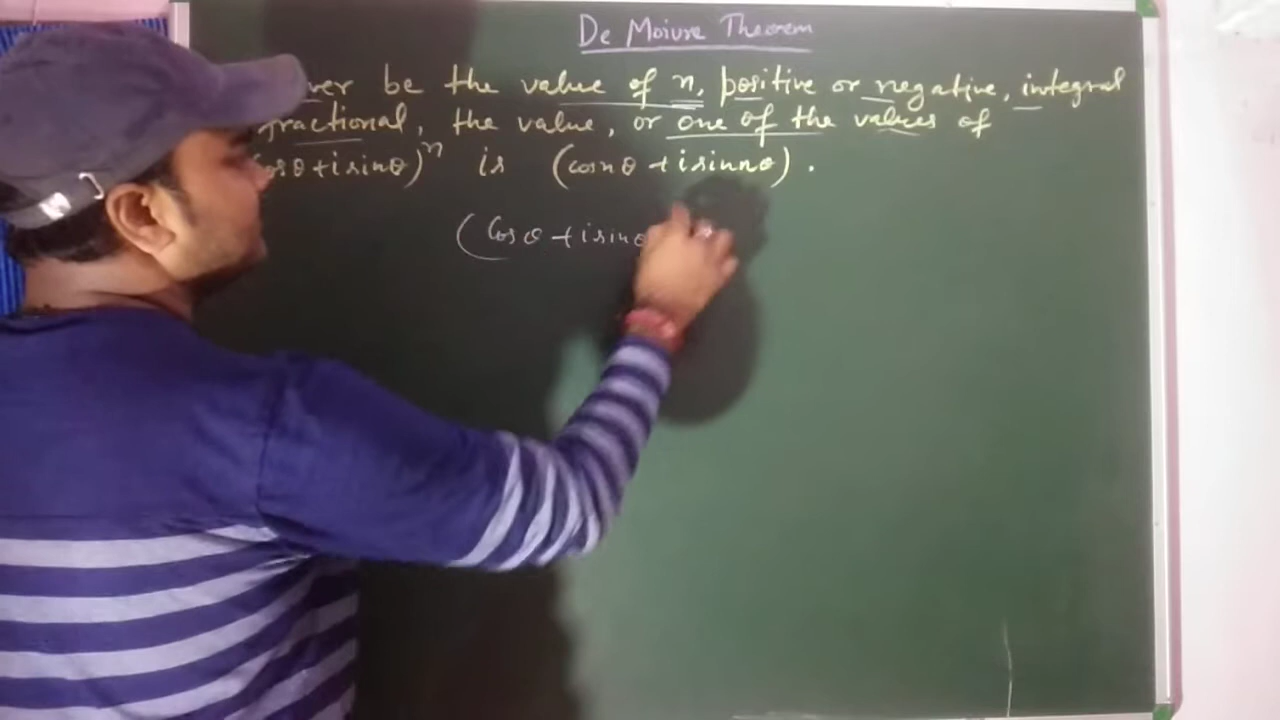 De Moivre Theorem
ver be the value of n, positive or negative, integral
fractional, the value, or one of the values of
cosθ+isinθ)ⁿ is (cosnθ+isinnθ).
(cosθ+isinθ